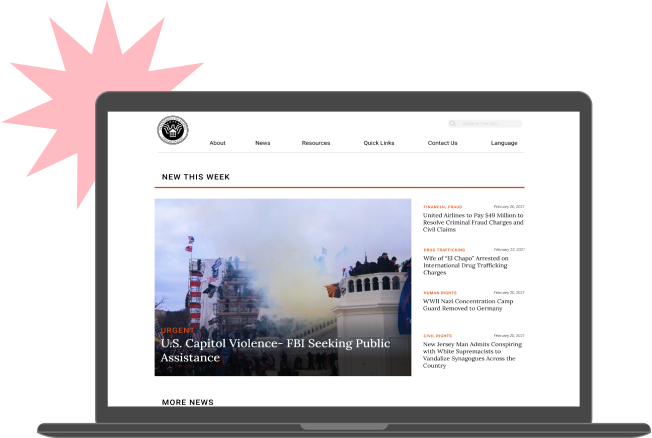 About News Resources Quick Links Contact Us Language
NEW THIS WEEK
URGENT
U.S. Capitol Violence- FBI Seeking Public
Assistance
FINANCIAL FRAUD February 26, 2021
United Airlines to Pay $49 Million to
Resolve Criminal Fraud Charges and
Civil Claims
DRUG TRAFFICKING February 22, 2021
Wife of “El Chapo” Arrested on
International Drug Trafficking
Charges
HUMAN RIGHTS February 20, 2021
WWII Nazi Concentration Camp
Guard Removed to Germany
CIVIL RIGHTS February 20, 2021
New Jersey Man Admits Conspiring
with White Supremacists to
Vandalize Synagogues Across the
Country
MORE NEWS